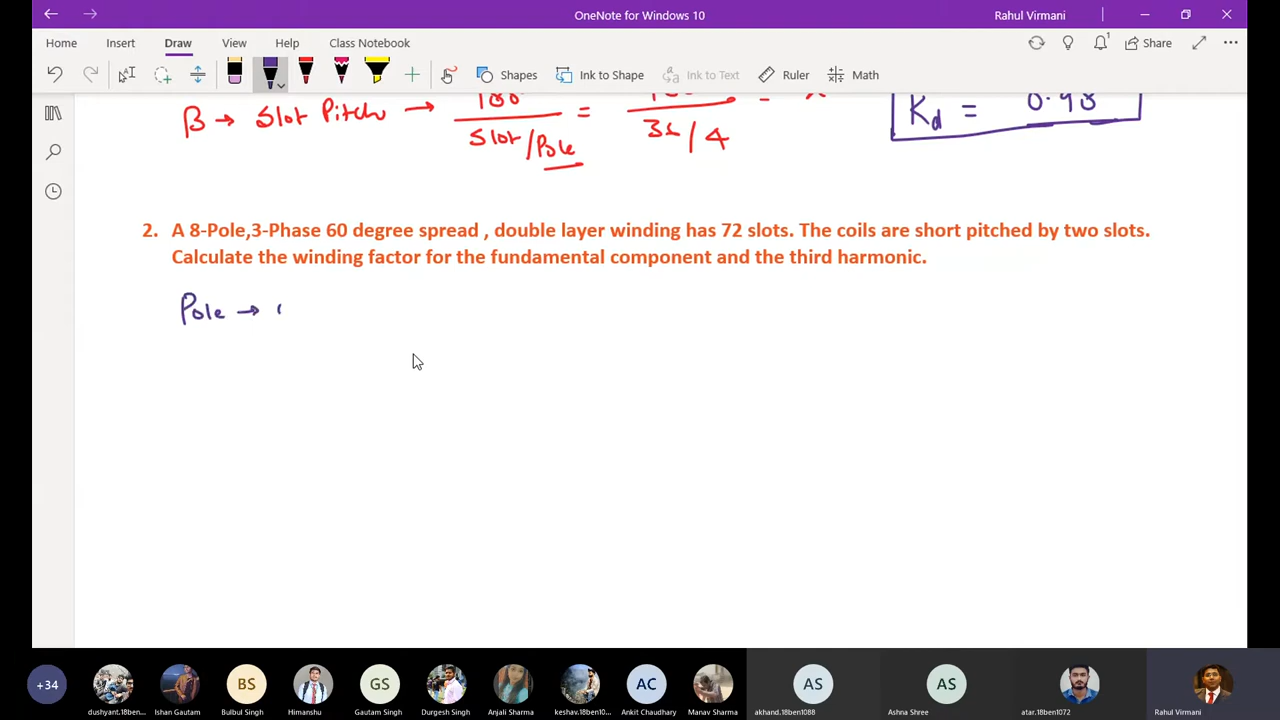 OneNote for Windows 10
Rahul Virmani
Home Insert Draw View Help Class Notebook
Share
Shapes Ink to Shape Ink to Text Ruler Math
β → Slot Pitch → 180 / Slot/Pole = / 36/4 =
Kd = 0.98
2. A 8-Pole,3-Phase 60 degree spread , double layer winding has 72 slots. The coils are short pitched by two slots.
Calculate the winding factor for the fundamental component and the third harmonic.
Pole →
+34 BS GS AC AS AS
dushyant.18ben... Ishan Gautam Bulbul Singh Himanshu Gautam Singh Durgesh Singh Anjali Sharma keshav.18ben10... Ankit Chaudhary Manav Sharma akhand.18ben1088 Ashna Shree atar.18ben1072 Rahul Virmani